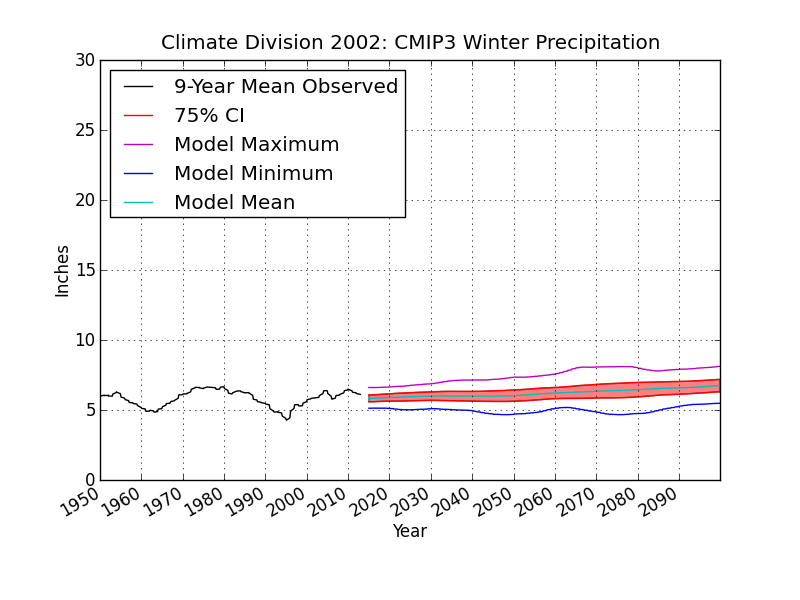 Climate Division 2002: CMIP3 Winter Precipitation
30
25
20
15
10
5
0
Inches
9-Year Mean Observed
75% CI
Model Maximum
Model Minimum
Model Mean
1950 1960 1970 1980 1990 2000 2010 2020 2030 2040 2050 2060 2070 2080 2090
Year